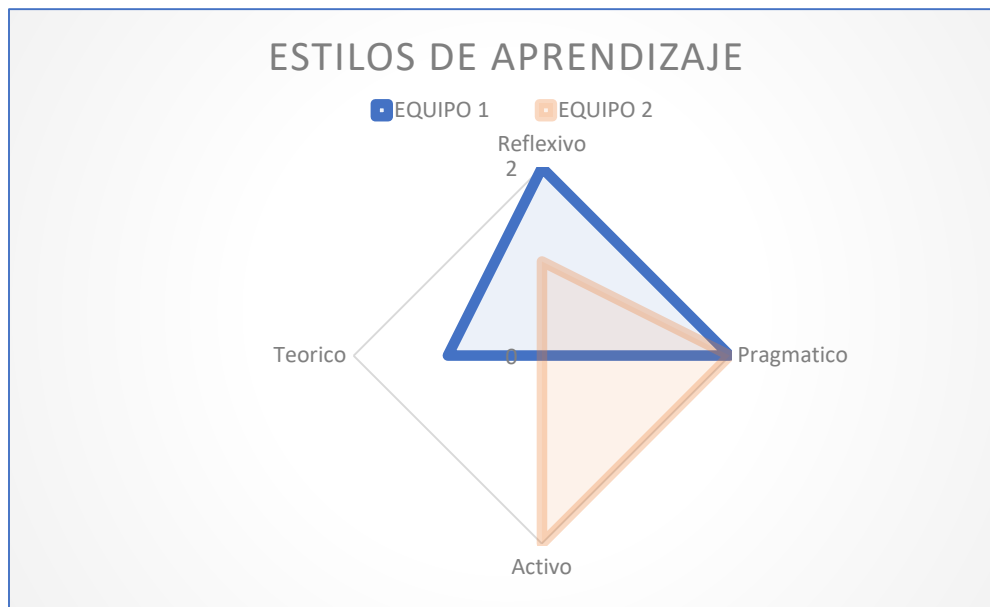 ESTILOS DE APRENDIZAJE
EQUIPO 1 EQUIPO 2
Reflexivo
2
Teorico 0 Pragmatico
Activo